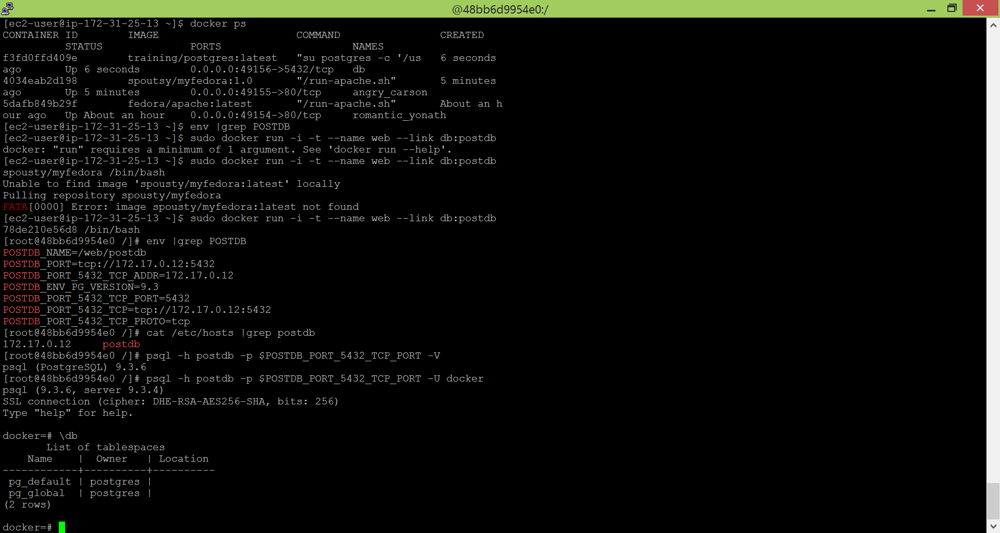 @48bb6d9954e0:/
[ec2-user@ip-172-31-25-13 ~]$ docker ps
CONTAINER ID        IMAGE                      COMMAND                CREATED
          STATUS              PORTS                     NAMES
f3fd0ffd409e        training/postgres:latest   "su postgres -c '/us   6 seconds
ago       Up 6 seconds        0.0.0.0:49156->5432/tcp   db
4034eab2d198        spoutsy/myfedora:1.0       "/run-apache.sh"       5 minutes
ago       Up 5 minutes        0.0.0.0:49155->80/tcp     angry_carson
5dafb849b29f        fedora/apache:latest       "/run-apache.sh"       About an h
our ago   Up About an hour    0.0.0.0:49154->80/tcp     romantic_yonath
[ec2-user@ip-172-31-25-13 ~]$ env |grep POSTDB
[ec2-user@ip-172-31-25-13 ~]$ sudo docker run -i -t --name web --link db:postdb
docker: "run" requires a minimum of 1 argument. See 'docker run --help'.
[ec2-user@ip-172-31-25-13 ~]$ sudo docker run -i -t --name web --link db:postdb
spousty/myfedora /bin/bash
Unable to find image 'spousty/myfedora:latest' locally
Pulling repository spousty/myfedora
FATA[0000] Error: image spousty/myfedora:latest not found
[ec2-user@ip-172-31-25-13 ~]$ sudo docker run -i -t --name web --link db:postdb
78de210e56d8 /bin/bash
[root@48bb6d9954e0 /]# env |grep POSTDB
POSTDB_NAME=/web/postdb
POSTDB_PORT=tcp://172.17.0.12:5432
POSTDB_PORT_5432_TCP_ADDR=172.17.0.12
POSTDB_ENV_PG_VERSION=9.3
POSTDB_PORT_5432_TCP_PORT=5432
POSTDB_PORT_5432_TCP=tcp://172.17.0.12:5432
POSTDB_PORT_5432_TCP_PROTO=tcp
[root@48bb6d9954e0 /]# cat /etc/hosts |grep postdb
172.17.0.12     postdb
[root@48bb6d9954e0 /]# psql -h postdb -p $POSTDB_PORT_5432_TCP_PORT -V
psql (PostgreSQL) 9.3.6
[root@48bb6d9954e0 /]# psql -h postdb -p $POSTDB_PORT_5432_TCP_PORT -U docker
psql (9.3.6, server 9.3.4)
SSL connection (cipher: DHE-RSA-AES256-SHA, bits: 256)
Type "help" for help.
docker=# \db
       List of tablespaces
    Name    |  Owner   | Location
------------+----------+----------
 pg_default | postgres |
 pg_global  | postgres |
(2 rows)
docker=#